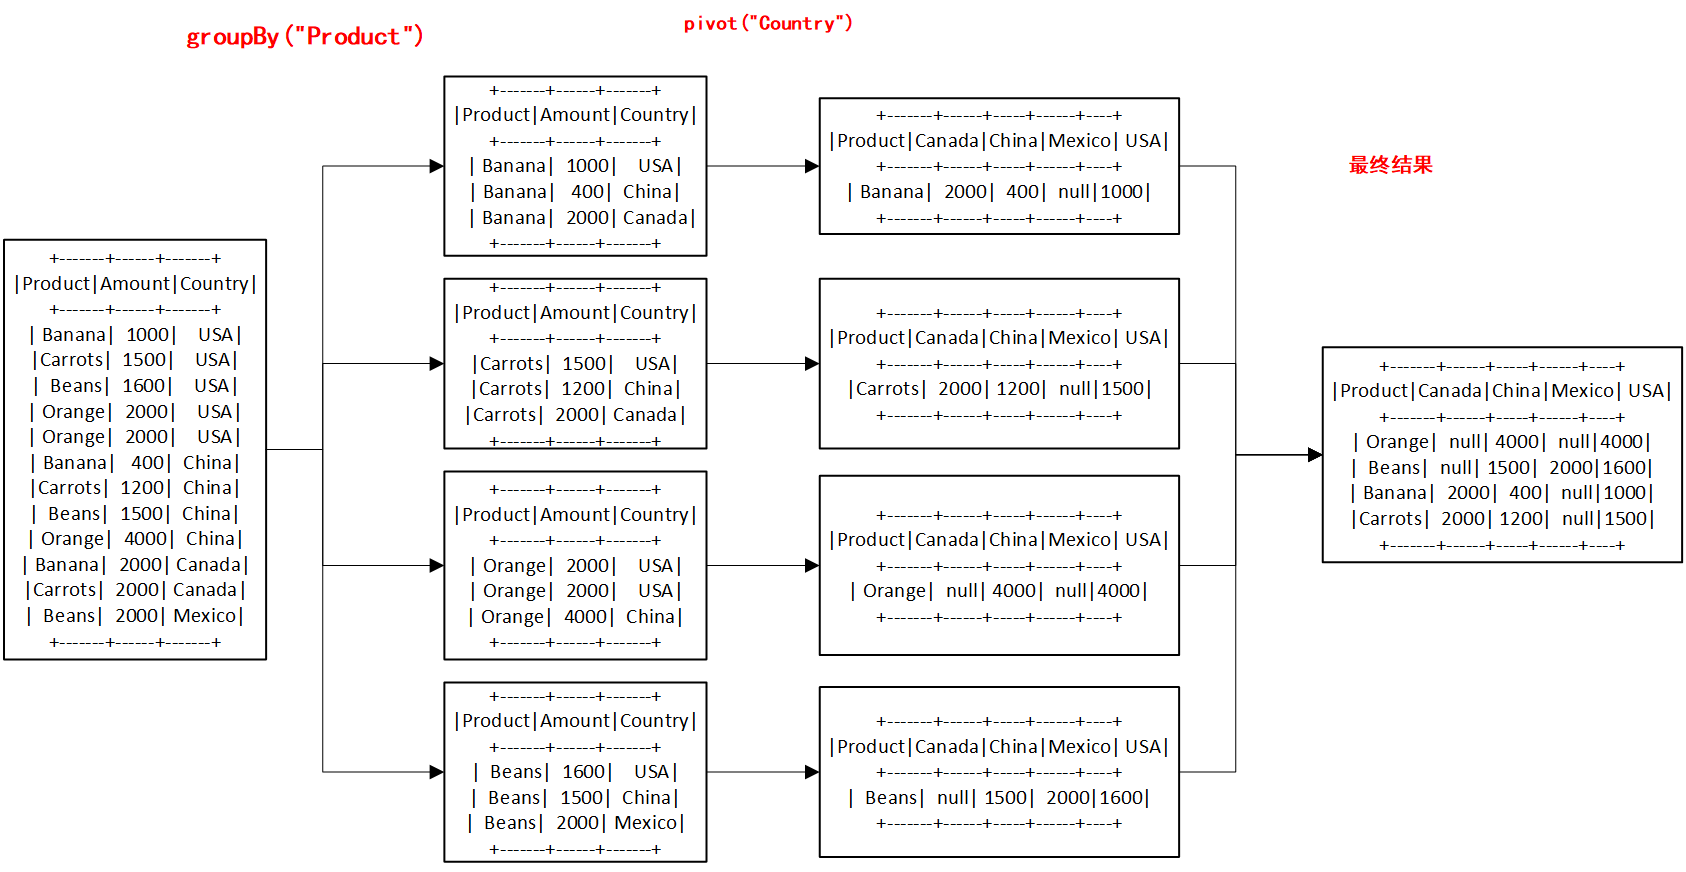 groupBy("Product")
pivot("Country")
最终结果
+-------+------+-------+
|Product|Amount|Country|
+-------+------+-------+
| Banana| 1000| USA|
|Carrots| 1500| USA|
| Beans| 1600| USA|
| Orange| 2000| USA|
| Orange| 2000| USA|
| Banana| 400| China|
|Carrots| 1200| China|
| Beans| 1500| China|
| Orange| 4000| China|
| Banana| 2000| Canada|
|Carrots| 2000| Canada|
| Beans| 2000| Mexico|
+-------+------+-------+
+-------+------+-------+
|Product|Amount|Country|
+-------+------+-------+
| Banana| 1000| USA|
| Banana| 400| China|
| Banana| 2000| Canada|
+-------+------+-------+
+-------+------+-------+
|Product|Amount|Country|
+-------+------+-------+
|Carrots| 1500| USA|
|Carrots| 1200| China|
|Carrots| 2000| Canada|
+-------+------+-------+
+-------+------+-------+
|Product|Amount|Country|
+-------+------+-------+
| Orange| 2000| USA|
| Orange| 2000| USA|
| Orange| 4000| China|
+-------+------+-------+
+-------+------+-------+
|Product|Amount|Country|
+-------+------+-------+
| Beans| 1600| USA|
| Beans| 1500| China|
| Beans| 2000| Mexico|
+-------+------+-------+
+-------+------+-----+------+----+
|Product|Canada|China|Mexico| USA|
+-------+------+-----+------+----+
| Banana| 2000| 400| null|1000|
+-------+------+-----+------+----+
+-------+------+-----+------+----+
|Product|Canada|China|Mexico| USA|
+-------+------+-----+------+----+
|Carrots| 2000| 1200| null|1500|
+-------+------+-----+------+----+
+-------+------+-----+------+----+
|Product|Canada|China|Mexico| USA|
+-------+------+-----+------+----+
| Orange| null| 4000| null|4000|
+-------+------+-----+------+----+
+-------+------+-----+------+----+
|Product|Canada|China|Mexico| USA|
+-------+------+-----+------+----+
| Beans| null| 1500| 2000|1600|
+-------+------+-----+------+----+
+-------+------+-----+------+----+
|Product|Canada|China|Mexico| USA|
+-------+------+-----+------+----+
| Orange| null| 4000| null|4000|
| Beans| null| 1500| 2000|1600|
| Banana| 2000| 400| null|1000|
|Carrots| 2000| 1200| null|1500|
+-------+------+-----+------+----+